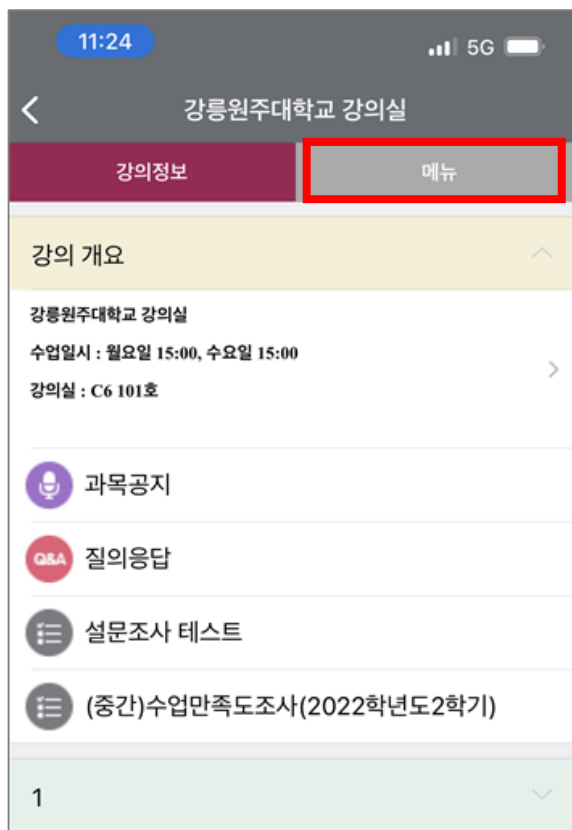 11:24
5G
강릉원주대학교 강의실
강의정보
메뉴
강의 개요
강릉원주대학교 강의실
수업일시 : 월요일 15:00, 수요일 15:00
강의실 : C6 101호
과목공지
Q&A 질의응답
설문조사 테스트
(중간)수업만족도조사(2022학년도2학기)
1